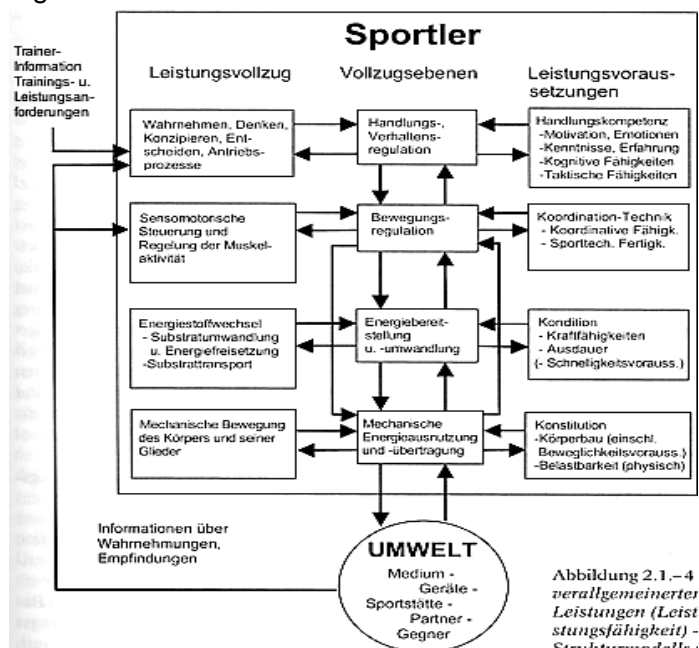 Sportler
Trainer-
Information
Trainings- u.
Leistungsan-
forderungen
Leistungsvollzug
Vollzugsebenen
Leistungsvoraus-
setzungen
Wahrnehmen, Denken,
Konzipieren, Ent-
scheiden, Antriebs-
prozesse
Handlungs-,
Verhaltens-
regulation
Handlungskompetenz
-Motivation, Emotionen
-Kenntnisse, Erfahrung
-Kognitive Fähigkeiten
-Taktische Fähigkeiten
Sensomotorische
Steuerung und
Regelung der Muskel-
aktivität
Bewegungs-
regulation
Koordination-Technik
- Koordinative Fähigk.
- Sporttech. Fertigk.
Energiestoffwechsel
- Substratumwandlung
u. Energiefreisetzung
-Substrattransport
Energiebereit-
stellung
u. -umwandlung
Kondition
- Kraftfähigkeiten
- Ausdauer
(- Schnelligkeitsvorauss.)
Mechanische Bewegung
des Körpers und seiner
Glieder
Mechanische
Energieausnutzung
und -übertragung
Konstitution
-Körperbau (einschl.
Beweglichkeitsvorauss.)
-Belastbarkeit (physisch)
Informationen über
Wahrnehmungen,
Empfindungen
UMWELT
Medium -
Geräte -
Sportstätte -
Partner -
Gegner
Abbildung 2.1.-4
verallgemeinerter
Leistungen (Leist
stungsfähigkeit) -